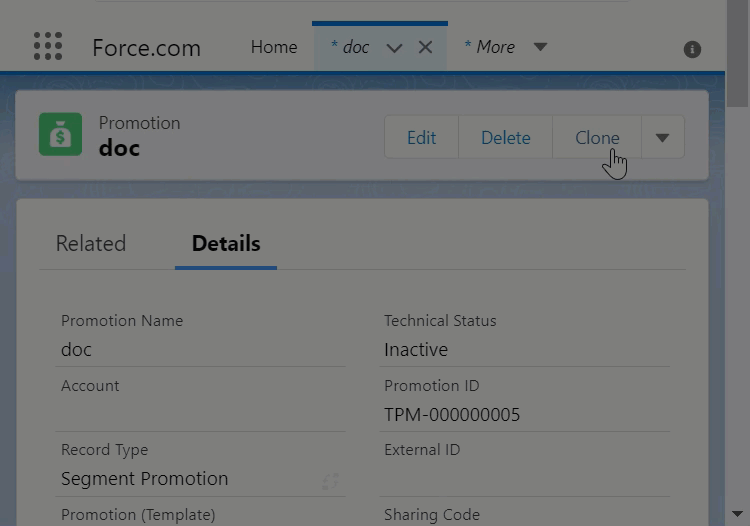 Force.com Home * doc * More
Promotion
doc
Edit Delete Clone
Related Details
Promotion Name Technical Status
doc Inactive
Account Promotion ID
TPM-000000005
Record Type External ID
Segment Promotion
Promotion (Template) Sharing Code